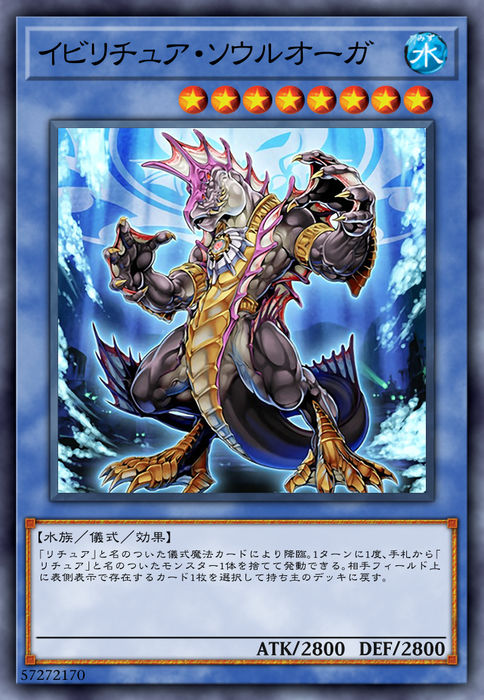 イビリチュア・ソウルオーガ
みず
水
【水族／儀式／効果】
「リチュア」と名のついた儀式魔法カードにより降臨。1ターンに1度、手札から「
リチュア」と名のついたモンスター1体を捨てて発動できる。相手フィールド上
に表側表示で存在するカード1枚を選択して持ち主のデッキに戻す。
ATK/2800 DEF/2800
57272170